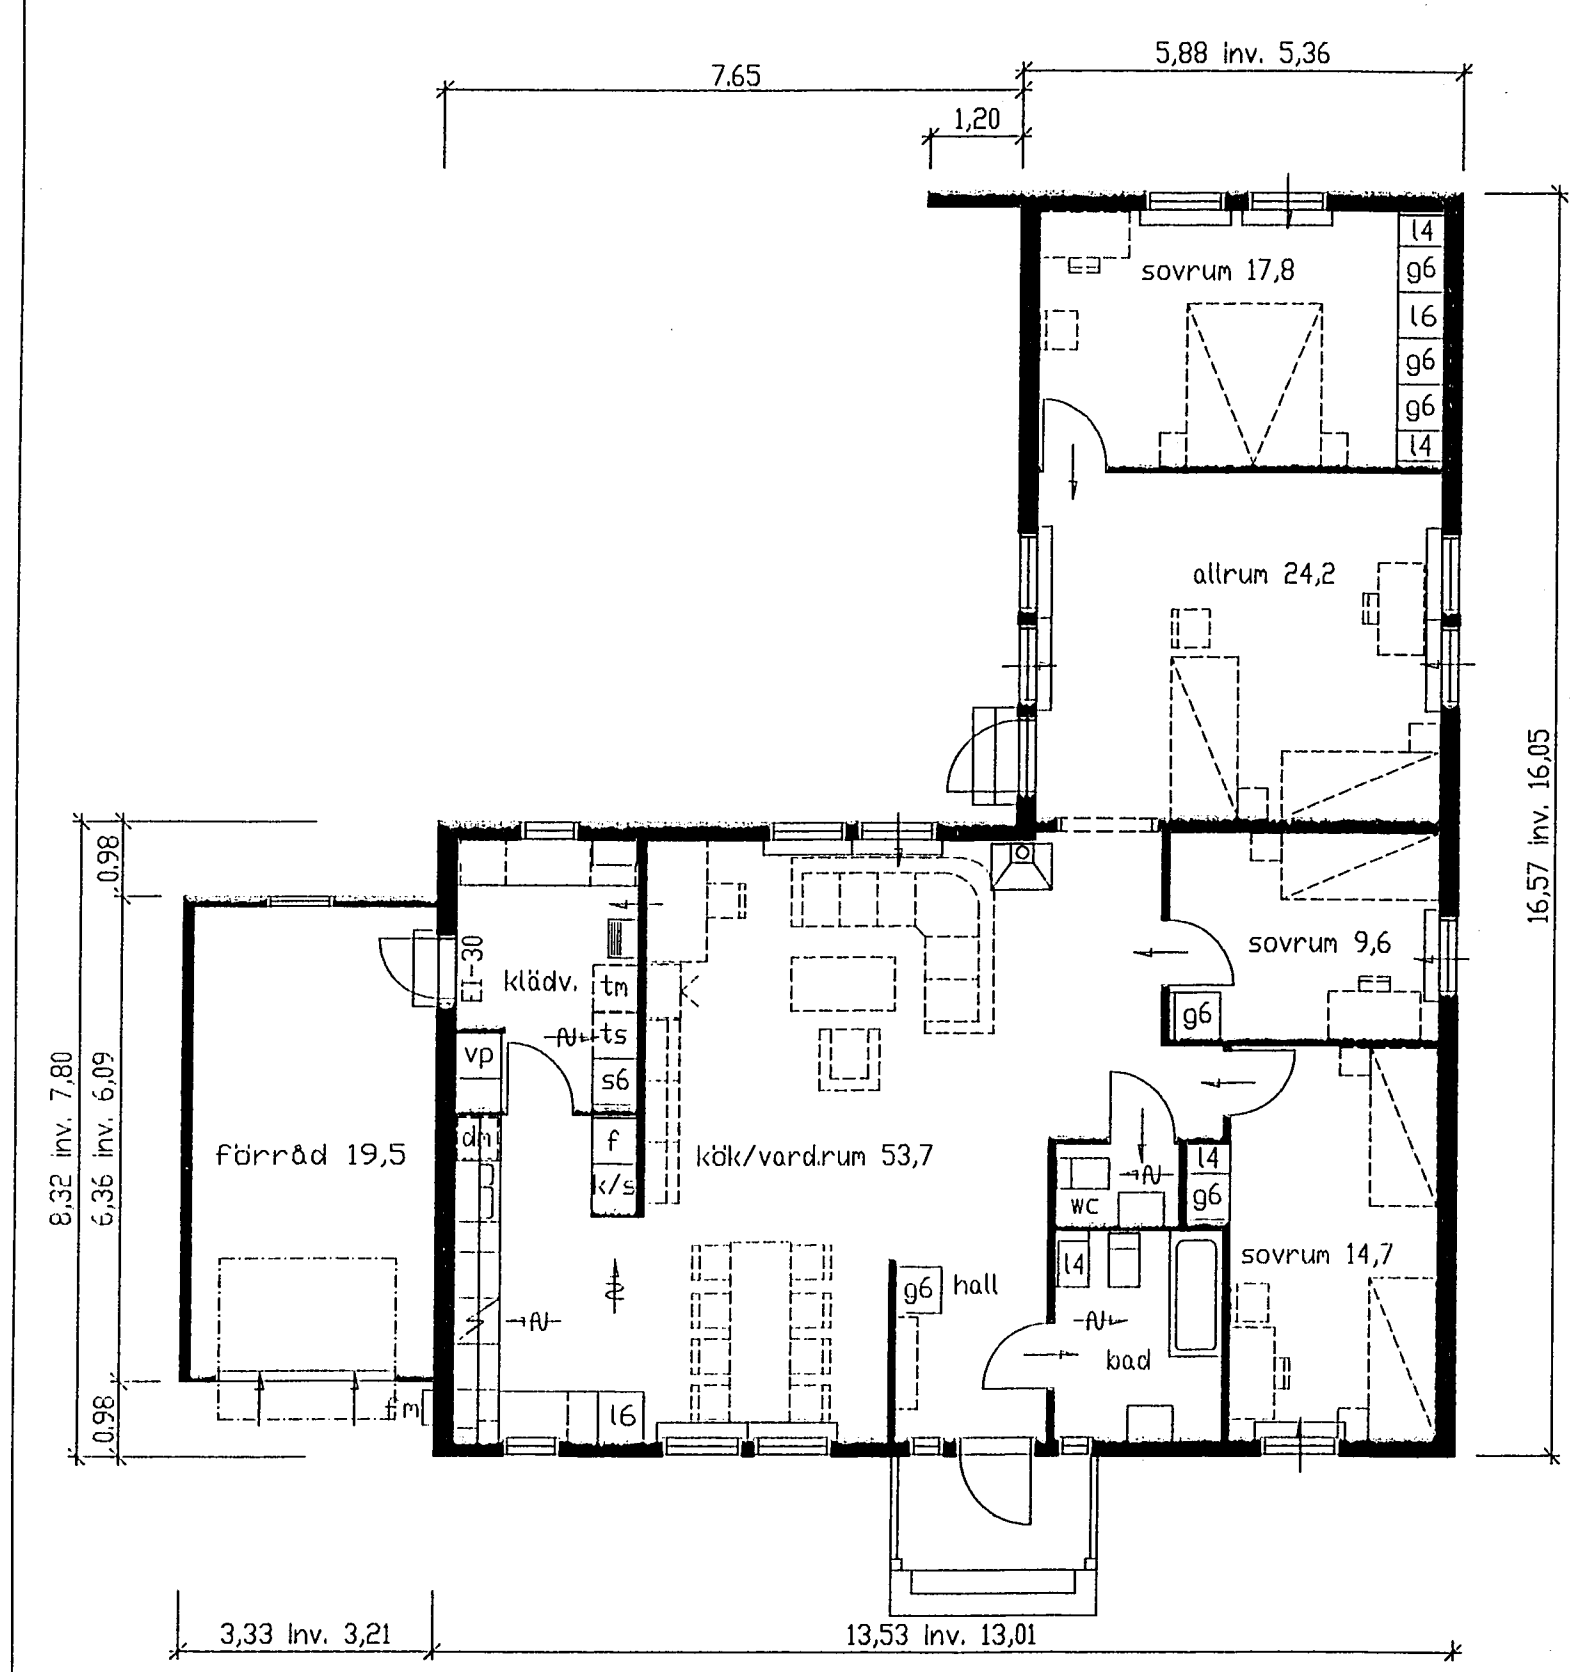 5,88 inv. 5,36
7.65
1,20
l4
sovrum 17,8
g6
l6
g6
g6
l4
allrum 24,2
16,57 inv. 16,05
0.98
8,32 inv. 7,80
6,36 inv. 6,09
0.98
EI-30
klädv.
tm
ts
s6
vp
sovrum 9,6
g6
dm
f
k/s
förråd 19,5
kök/vard.rum 53,7
wc
l4
g6
l4
sovrum 14,7
g6
hall
bad
fm
l6
3,33 inv. 3,21
13,53 inv. 13,01